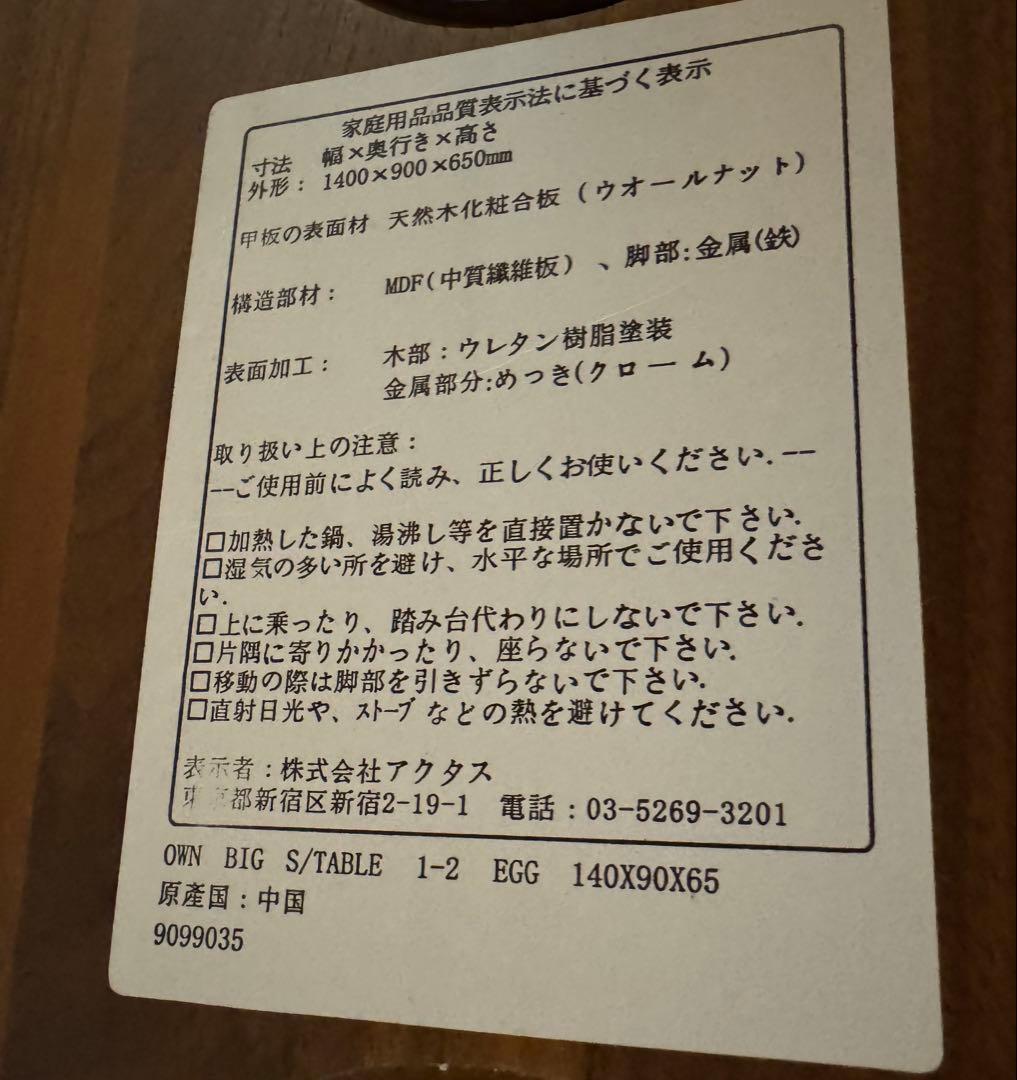 家庭用品品質表示法に基づく表示
寸法 幅×奥行き×高さ
外形: 1400×900×650mm
甲板の表面材 天然木化粧合板(ウオールナット)
構造部材: MDF(中質繊維板)、脚部:金属(鉄)
表面加工: 木部:ウレタン樹脂塗装
金属部分:めっき(クローム)
取り扱い上の注意:
--ご使用前によく読み、正しくお使いください.--
□加熱した鍋、湯沸し等を直接置かないで下さい.
□湿気の多い所を避け、水平な場所でご使用くださ
い.
□上に乗ったり、踏み台代わりにしないで下さい.
□片隅に寄りかかったり、座らないで下さい.
□移動の際は脚部を引きずらないで下さい.
□直射日光や、ストーブなどの熱を避けてください.
表示者:株式会社アクタス
東京都新宿区新宿2-19-1 電話:03-5269-3201
OWN BIG S/TABLE 1-2 EGG 140X90X65
原產国:中国
9099035